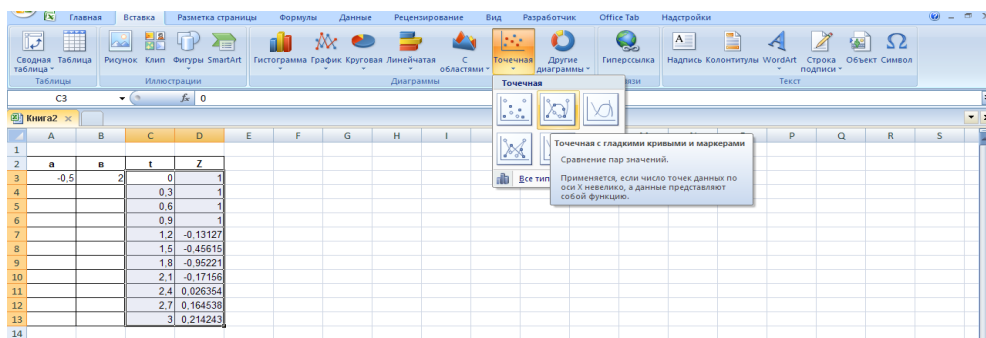 Главная Вставка Разметка страницы Формулы Данные Рецензирование Вид Разработчик Office Tab Надстройки
Сводная таблица Таблица Рисунок Клип Фигуры SmartArt Гистограмма График Круговая Линейчатая С областями Точечная Другие диаграммы Гиперссылка Надпись Колонтитулы WordArt Строка подписи Объект Символ
Таблицы Иллюстрации Диаграммы Текст
Точечная
C3 fx 0
Книга2
A B C D E F G H I P Q R S
1
2 a в t Z
3 -0,5 2 0 1
4 0,3 1
5 0,6 1
6 0,9 1
7 1,2 -0,13127
8 1,5 -0,45615
9 1,8 -0,95221
10 2,1 -0,17156
11 2,4 0,026354
12 2,7 0,164538
13 3 0,214243
14
Все тип
Точечная с гладкими кривыми и маркерами
Сравнение пар значений.
Применяется, если число точек данных по
оси X невелико, а данные представляют
собой функцию.